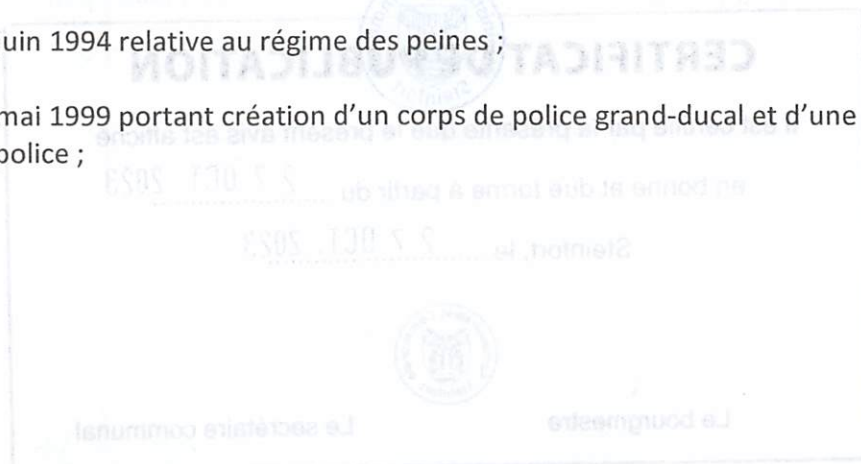 uin 1994 relative au régime des peines ;
CERTIFICAT DE PUBLICATION
mai 1999 portant création d'un corps de police grand-ducal et d'une
Il est certifié par la présente que le présent avis est affiché
police ;
en bonne et due forme à partir du 27 OCT. 2023
Steinfort, le 27 OCT. 2023
Le bourgmestre Le secrétaire communal